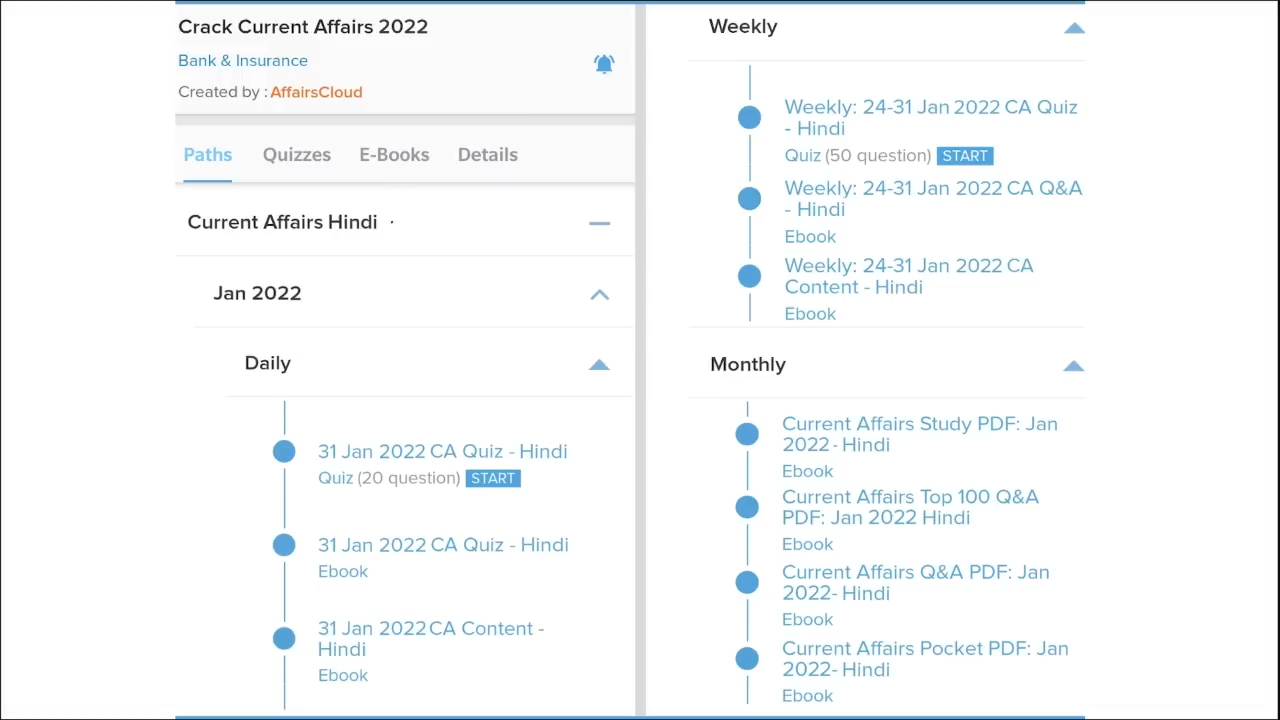 Crack Current Affairs 2022
Bank & Insurance
Created by : AffairsCloud
Paths Quizzes E-Books Details
Current Affairs Hindi
Jan 2022
Daily
31 Jan 2022 CA Quiz - Hindi
Quiz (20 question) START
31 Jan 2022 CA Quiz - Hindi
Ebook
31 Jan 2022 CA Content -
Hindi
Ebook
Weekly
Weekly: 24-31 Jan 2022 CA Quiz
- Hindi
Quiz (50 question) START
Weekly: 24-31 Jan 2022 CA Q&A
- Hindi
Ebook
Weekly: 24-31 Jan 2022 CA
Content - Hindi
Ebook
Monthly
Current Affairs Study PDF: Jan
2022- Hindi
Ebook
Current Affairs Top 100 Q&A
PDF: Jan 2022 Hindi
Ebook
Current Affairs Q&A PDF: Jan
2022- Hindi
Ebook
Current Affairs Pocket PDF: Jan
2022- Hindi
Ebook